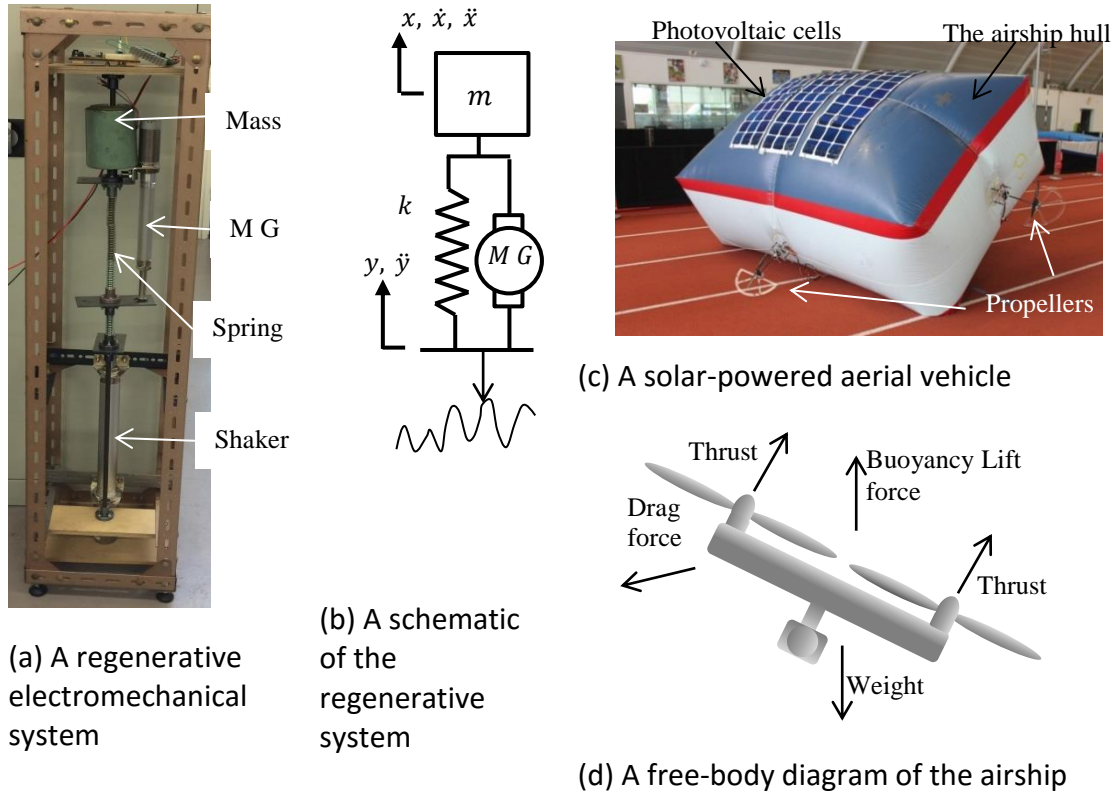 Mass
M G
Spring
Shaker
(a) A regenerative
electromechanical
system
x, ẋ, ẍ
m
k
M G
y, ÿ
(b) A schematic
of the
regenerative
system
Photovoltaic cells
The airship hull
Propellers
(c) A solar-powered aerial vehicle
Thrust
Buoyancy Lift
force
Drag
force
Thrust
Weight
(d) A free-body diagram of the airship